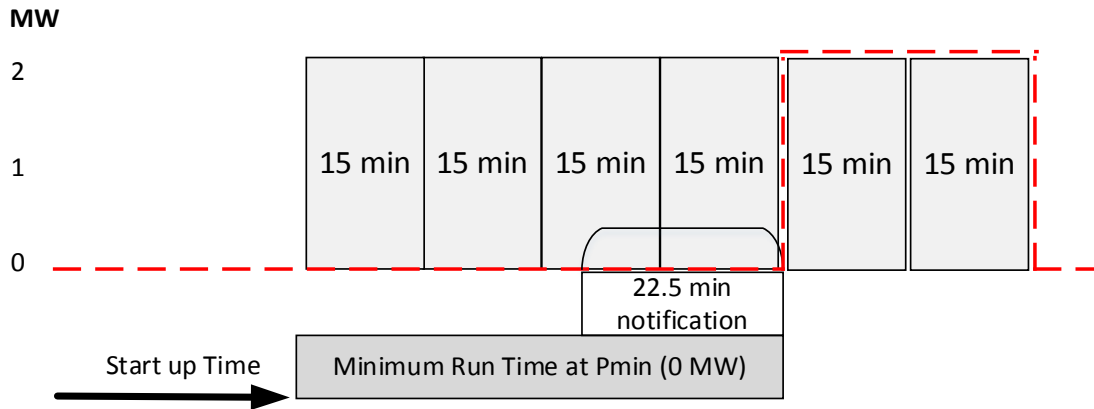 MW
2
1
0
15 min
15 min
15 min
15 min
15 min
15 min
22.5 min
notification
Start up Time
Minimum Run Time at Pmin (0 MW)